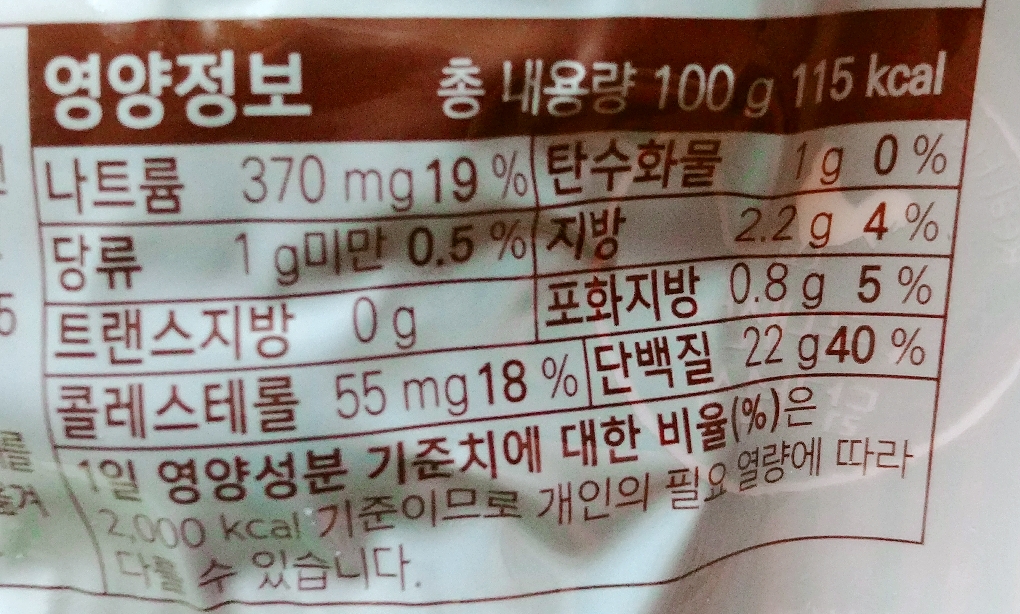 영양정보 총 내용량 100 g 115 kcal
나트륨 370 mg 19 % 탄수화물 1 g 0 %
당류 1 g미만 0.5 % 지방 2.2 g 4 %
트랜스지방 0 g 포화지방 0.8 g 5 %
콜레스테롤 55 mg 18 % 단백질 22 g 40 %
1일 영양성분 기준치에 대한 비율(%)은
2,000 kcal 기준이므로 개인의 필요 열량에 따라
다를 수 있습니다.